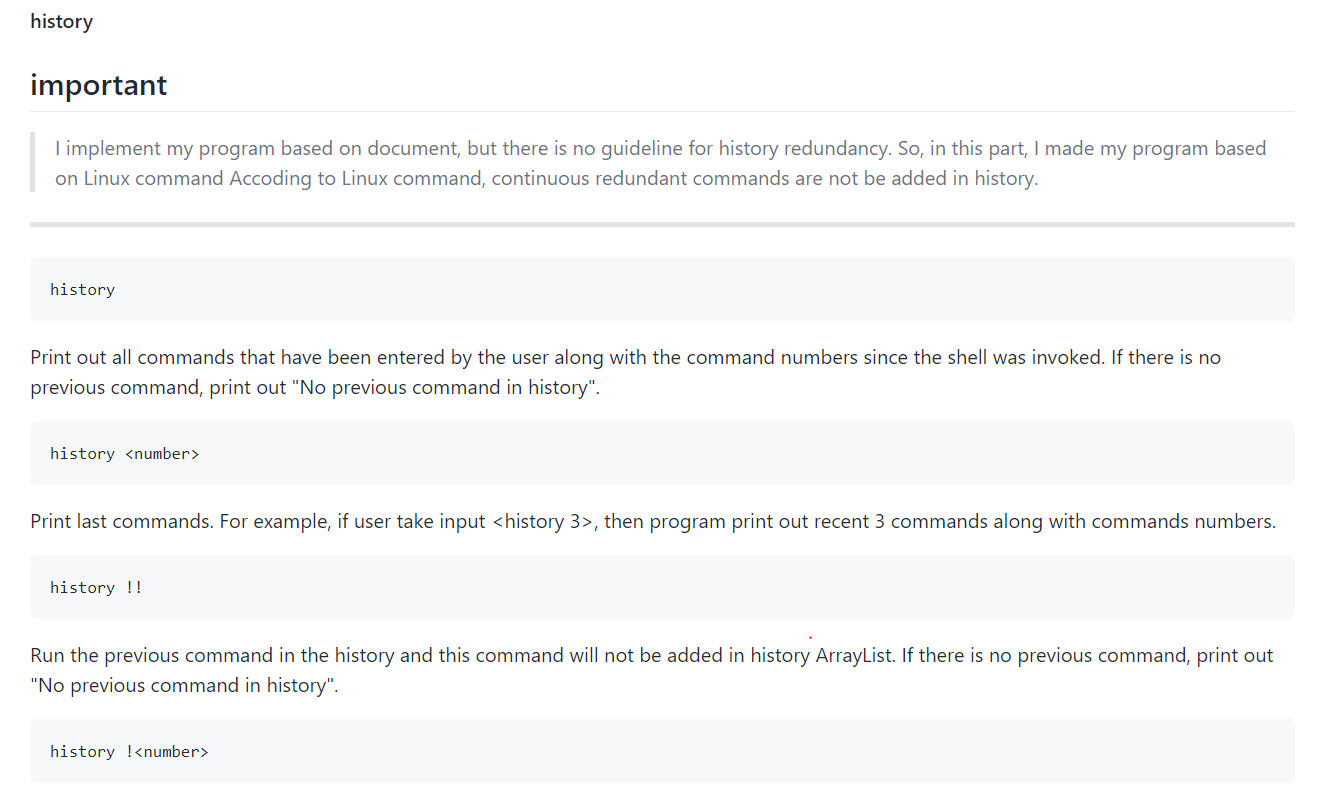 history
important
I implement my program based on document, but there is no guideline for history redundancy. So, in this part, I made my program based
on Linux command Accoding to Linux command, continuous redundant commands are not be added in history.
history
Print out all commands that have been entered by the user along with the command numbers since the shell was invoked. If there is no
previous command, print out "No previous command in history".
history <number>
Print last commands. For example, if user take input <history 3>, then program print out recent 3 commands along with commands numbers.
history !!
Run the previous command in the history and this command will not be added in history ArrayList. If there is no previous command, print out
"No previous command in history".
history !<number>